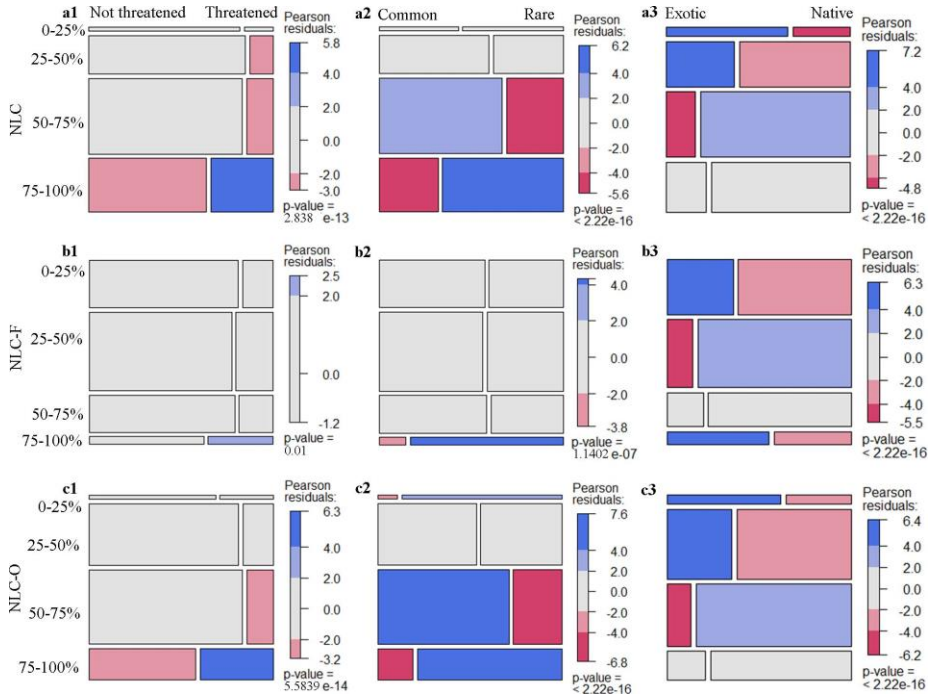 a1 Not threatened Threatened Pearson residuals: a2 Common Rare Pearson residuals: a3 Exotic Native Pearson residuals:
NLC
0-25%
25-50%
50-75%
75-100%
5.8
4.0
2.0
0.0
-2.0
-3.0
p-value =
2.838 e-13
6.2
4.0
2.0
0.0
-2.0
-4.0
-5.6
p-value =
< 2.22e-16
7.2
4.0
2.0
0.0
-2.0
-4.8
p-value =
< 2.22e-16
b1 Pearson residuals: b2 Pearson residuals: b3 Pearson residuals:
NLC-F
0-25%
25-50%
50-75%
75-100%
2.5
2.0
0.0
-1.2
p-value =
0.01
4.0
2.0
0.0
-2.0
-3.8
p-value =
1.1402 e-07
6.3
4.0
2.0
0.0
-2.0
-4.0
-5.5
p-value =
< 2.22e-16
c1 Pearson residuals: c2 Pearson residuals: c3 Pearson residuals:
NLC-O
0-25%
25-50%
50-75%
75-100%
6.3
4.0
2.0
0.0
-2.0
-3.2
p-value =
5.5839 e-14
7.6
4.0
2.0
0.0
-2.0
-4.0
-6.8
p-value =
< 2.22e-16
6.4
4.0
2.0
0.0
-2.0
-4.0
-6.2
p-value =
< 2.22e-16